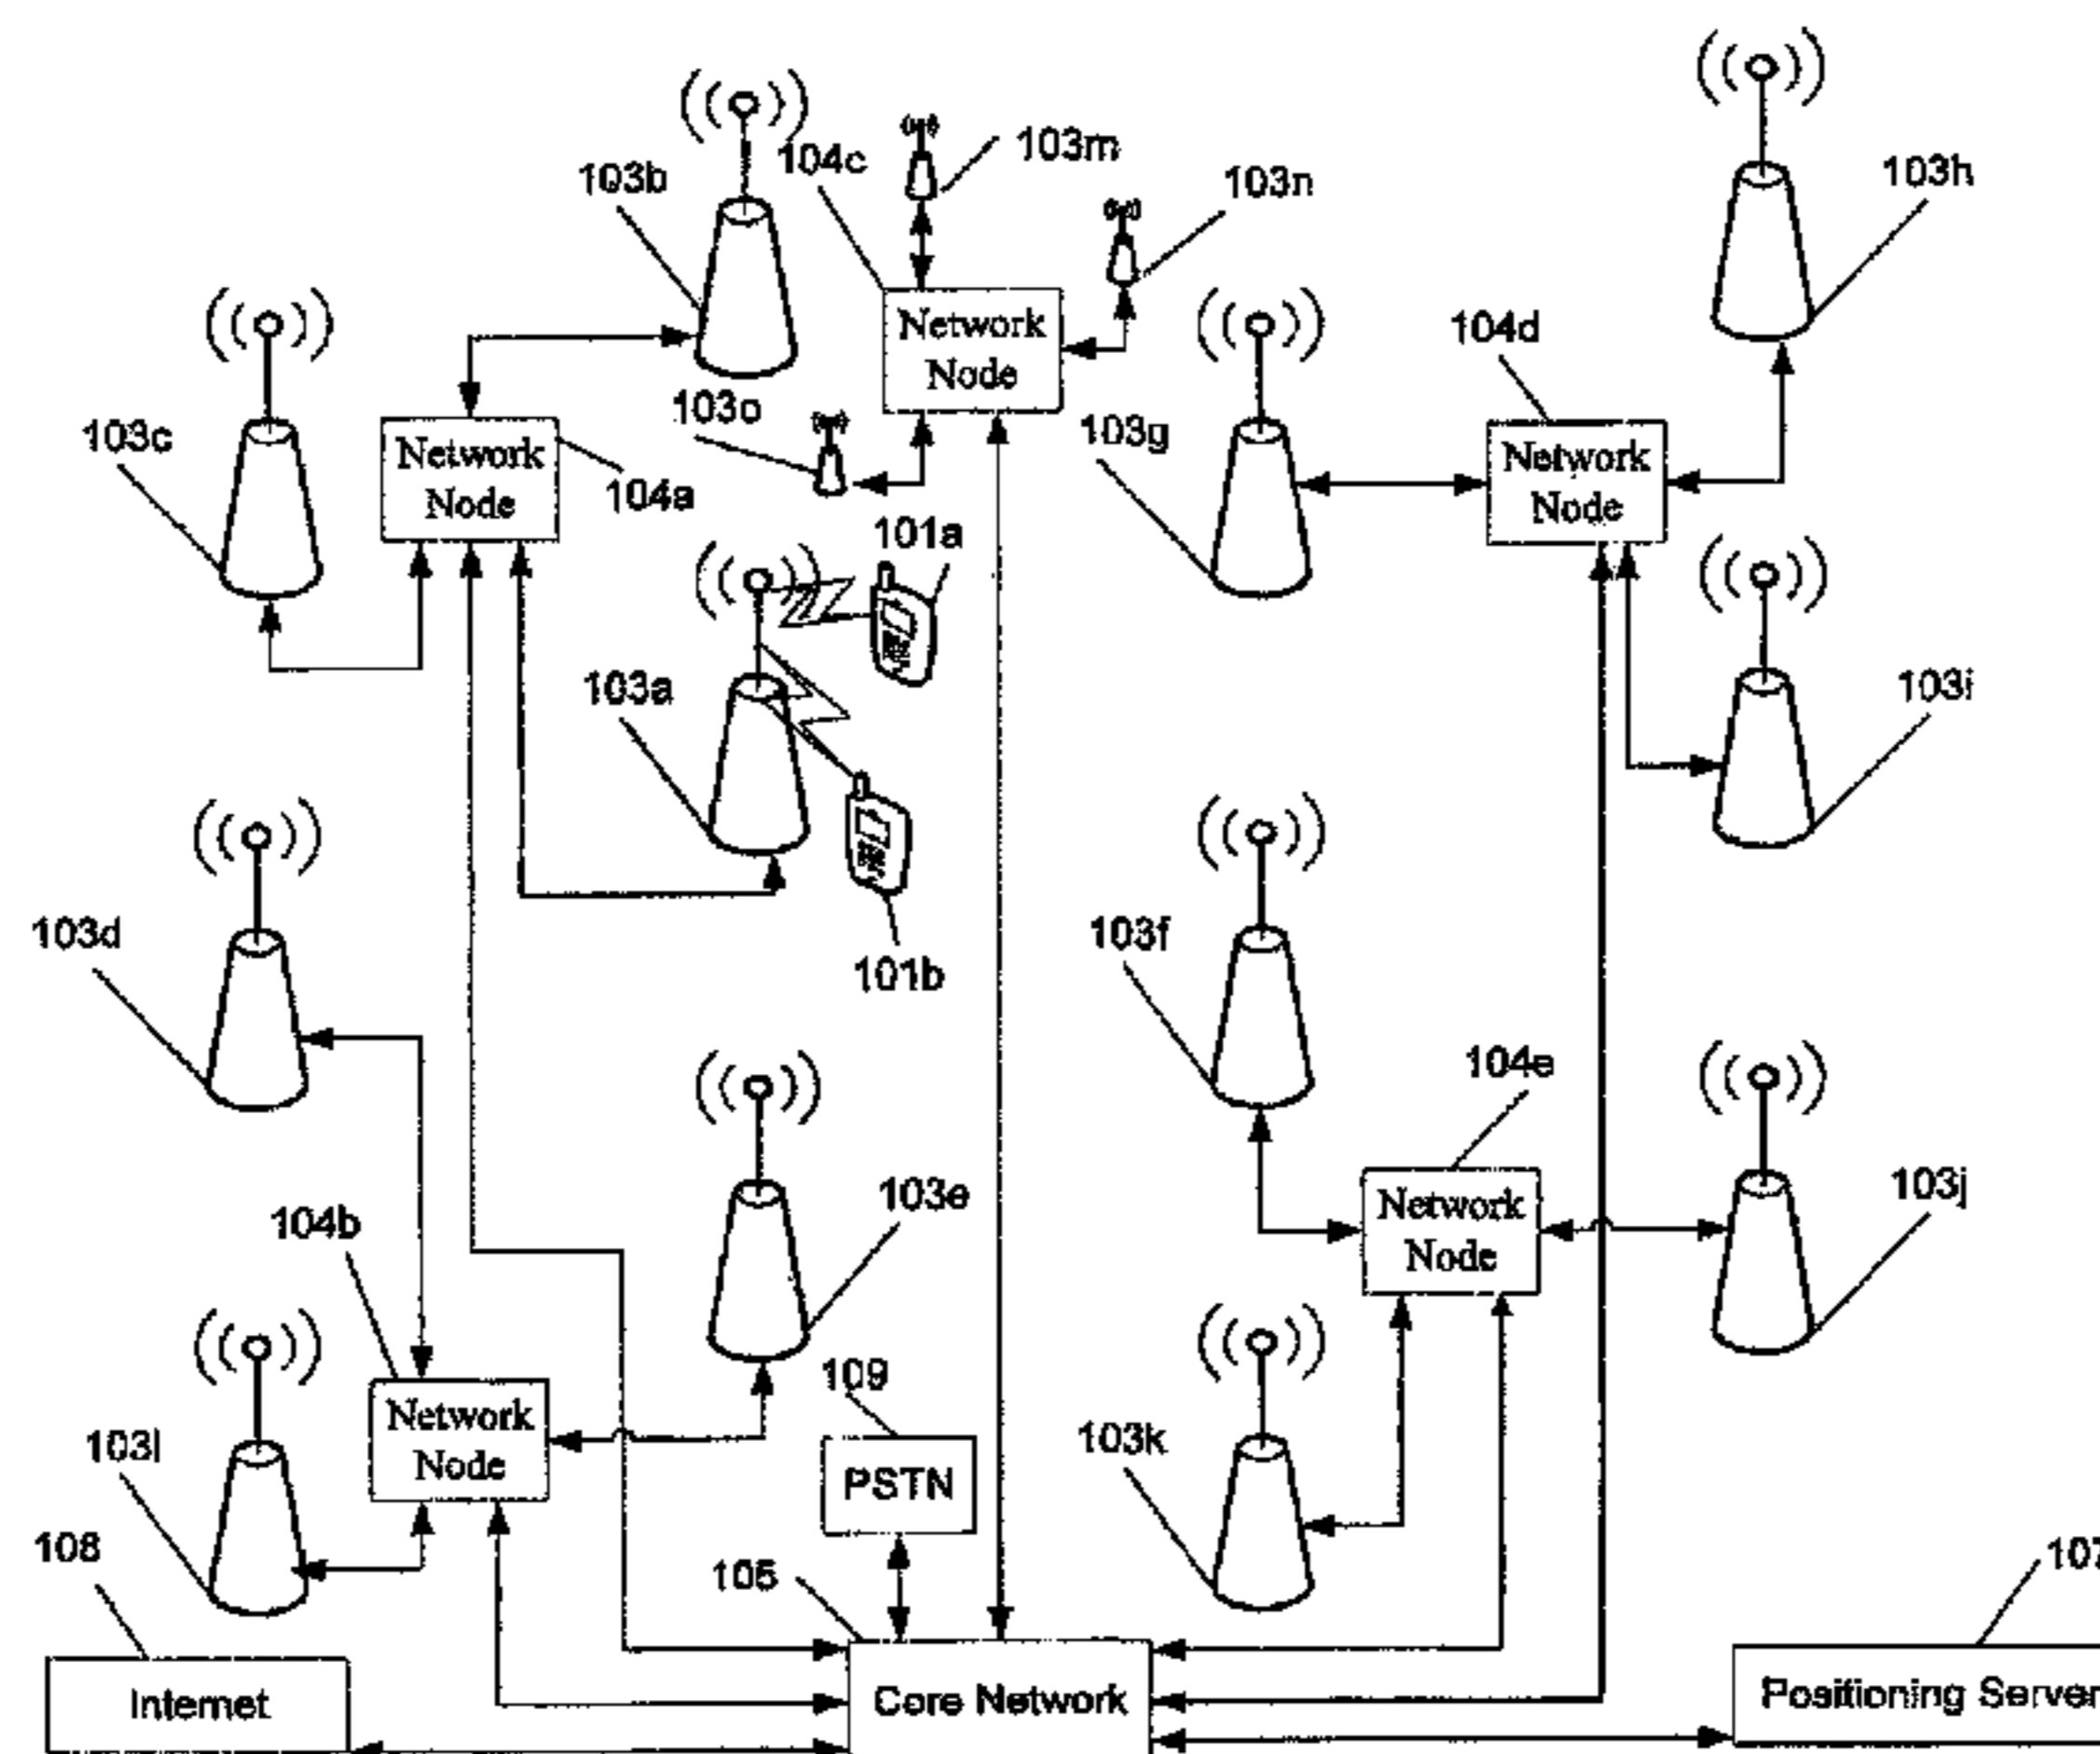 103b
104c
103m
103n
103h
Network
Node
104d
103c
103o
103g
Network
Node
104a
Network
Node
101a
103a
103i
103d
101b
103f
104e
103e
103j
104b
Network
Node
109
103l
Network
Node
PSTN
103k
108
105
107
Internet
Core Network
Positioning Server